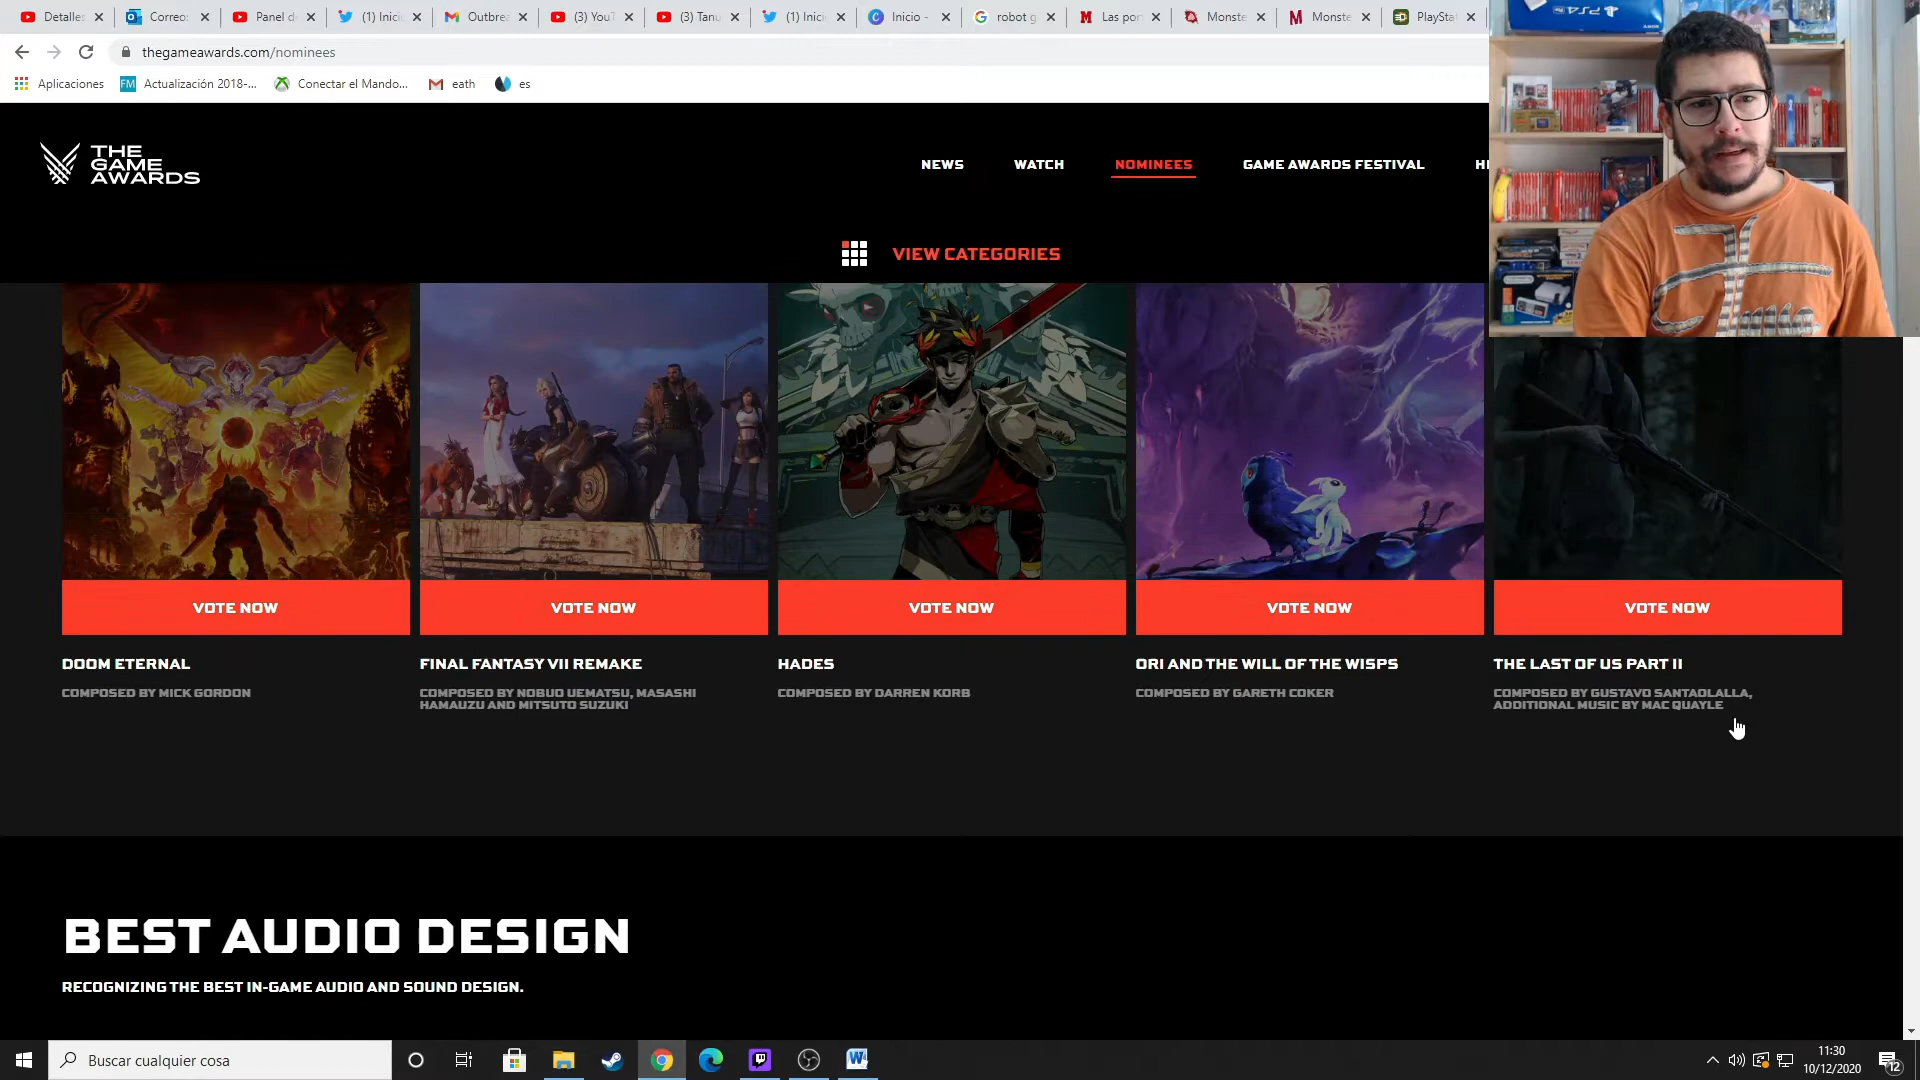 Detalles
Correo:
Panel d
(1) Inici
Outbrea
(3) YouT
(3) Tanu
(1) Inici
Inicio -
robot g
Las por
Monste
Monste
PlaySta
thegameawards.com/nominees
Aplicaciones
Actualización 2018-...
Conectar el Mando...
eath
es
THE
GAME
AWARDS
NEWS
WATCH
NOMINEES
GAME AWARDS FESTIVAL
VIEW CATEGORIES
VOTE NOW
VOTE NOW
VOTE NOW
VOTE NOW
VOTE NOW
DOOM ETERNAL
COMPOSED BY MICK GORDON
FINAL FANTASY VII REMAKE
COMPOSED BY NOBUO UEMATSU, MASASHI
HAMAUZU AND MITSUTO SUZUKI
HADES
COMPOSED BY DARREN KORB
ORI AND THE WILL OF THE WISPS
COMPOSED BY GARETH COKER
THE LAST OF US PART II
COMPOSED BY GUSTAVO SANTAOLALLA,
ADDITIONAL MUSIC BY MAC QUAYLE
BEST AUDIO DESIGN
RECOGNIZING THE BEST IN-GAME AUDIO AND SOUND DESIGN.
Buscar cualquier cosa
11:30
10/12/2020
12